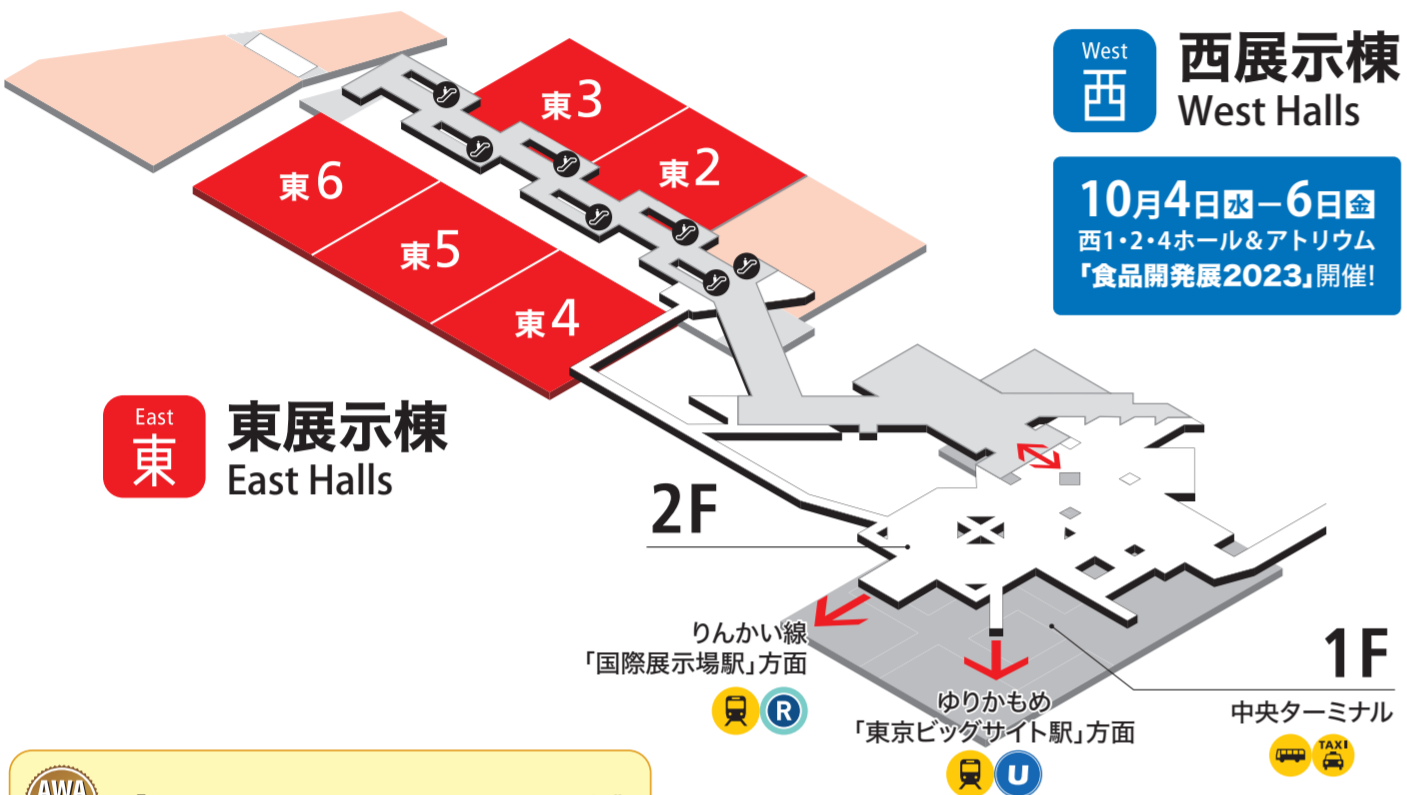 West
西
西展示棟
West Halls
10月4日水－6日金
西1・2・4ホール＆アトリウム
「食品開発展2023」開催!
東3
東2
東6
東5
東4
East
東
東展示棟
East Halls
2F
りんかい線
「国際展示場駅」方面
R
ゆりかもめ
「東京ビッグサイト駅」方面
U
1F
中央ターミナル
TAXI
AWA